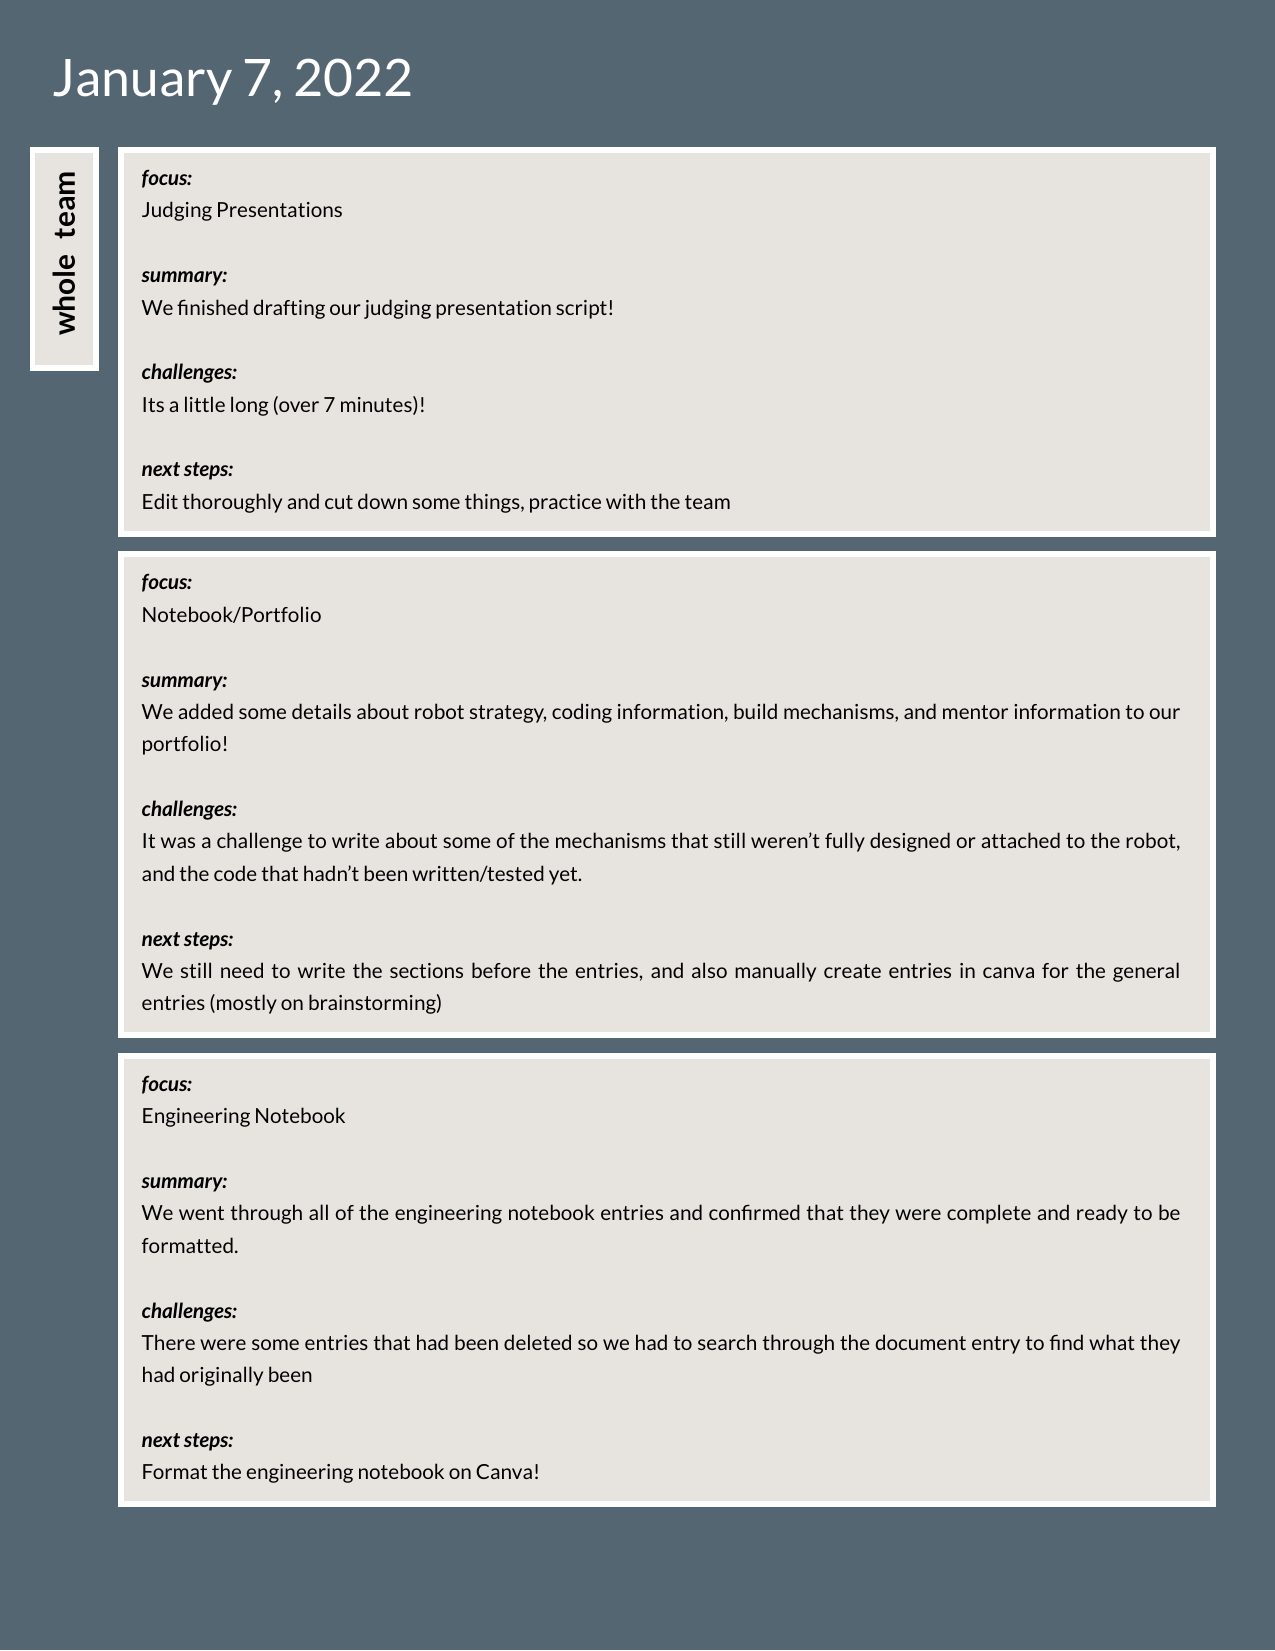 January 7, 2022
whole team
focus:
Judging Presentations
summary:
We finished drafting our judging presentation script!
challenges:
Its a little long (over 7 minutes)!
next steps:
Edit thoroughly and cut down some things, practice with the team
focus:
Notebook/Portfolio
summary:
We added some details about robot strategy, coding information, build mechanisms, and mentor information to our
portfolio!
challenges:
It was a challenge to write about some of the mechanisms that still weren’t fully designed or attached to the robot,
and the code that hadn’t been written/tested yet.
next steps:
We still need to write the sections before the entries, and also manually create entries in canva for the general
entries (mostly on brainstorming)
focus:
Engineering Notebook
summary:
We went through all of the engineering notebook entries and confirmed that they were complete and ready to be
formatted.
challenges:
There were some entries that had been deleted so we had to search through the document entry to find what they
had originally been
next steps:
Format the engineering notebook on Canva!